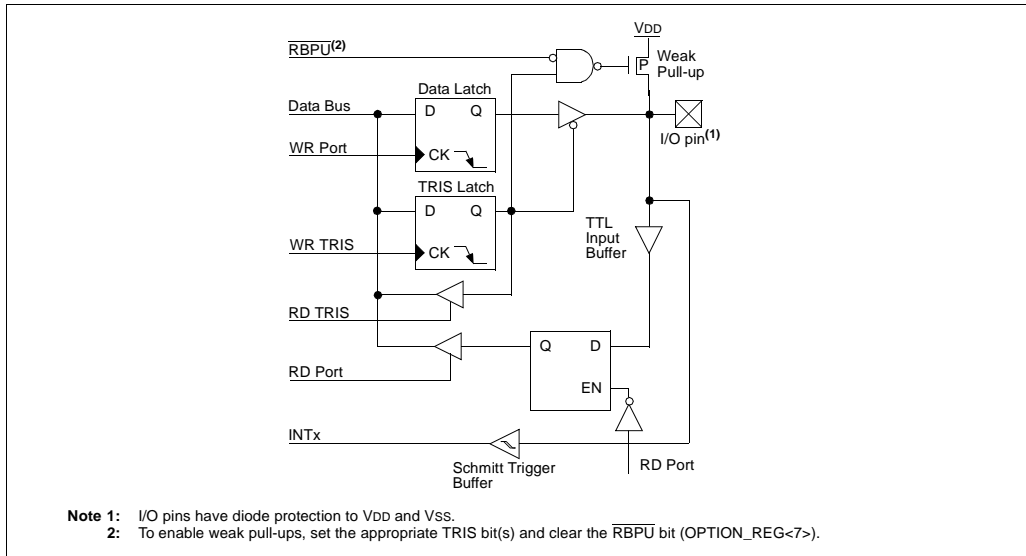 VDD
RBPU(2)
P
Weak
Pull-up
Data Latch
Data Bus
D
Q
I/O pin(1)
WR Port
CK
TRIS Latch
D
Q
TTL
Input
Buffer
WR TRIS
CK
RD TRIS
Q
D
RD Port
EN
INTx
Schmitt Trigger
Buffer
RD Port
Note 1: I/O pins have diode protection to VDD and VSS.
2: To enable weak pull-ups, set the appropriate TRIS bit(s) and clear the RBPU bit (OPTION_REG<7>).